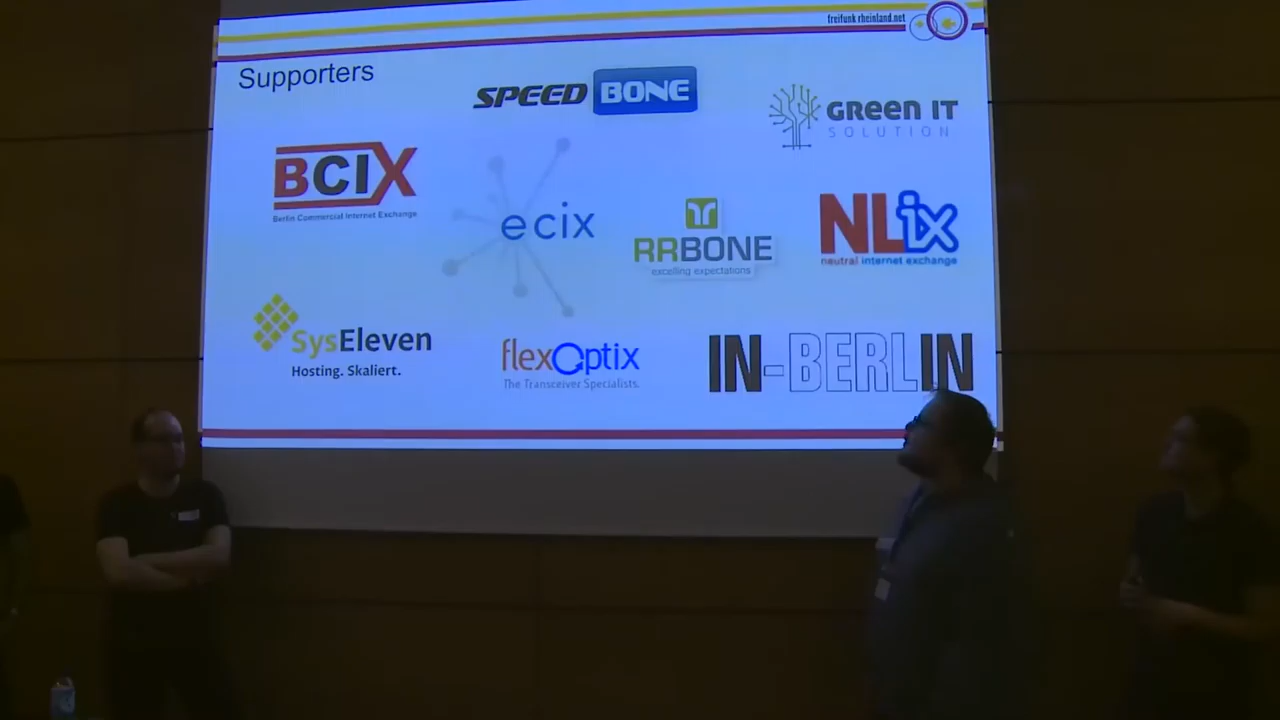 freifunk rheinland.net
Supporters
SPEED BONE
GREEN IT
SOLUTION
BCIX
Berlin Commercial Internet Exchange
ecix
RRBONE
excelling expectations
NLix
neutral internet exchange
SysEleven
Hosting. Skaliert.
flexOptix
The Transceiver Specialists.
IN-BERLIN